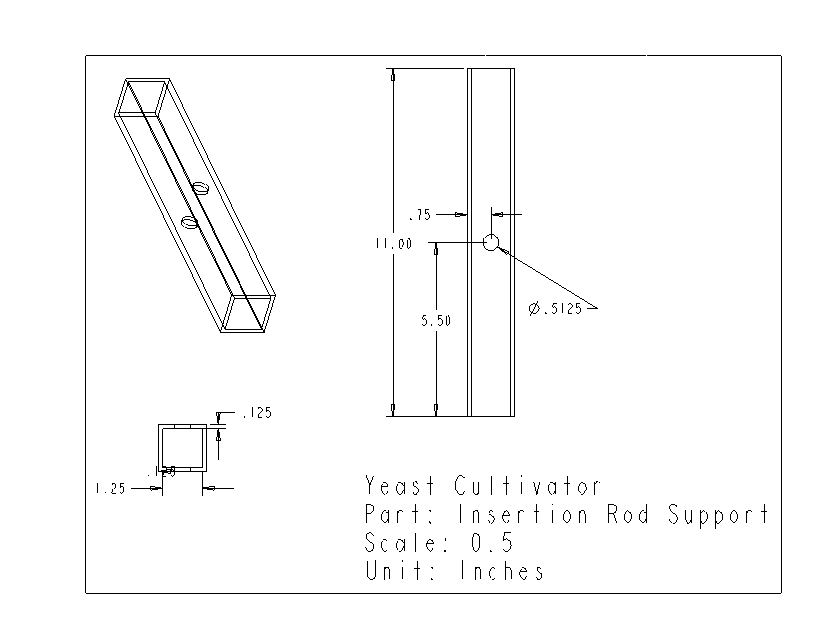 .75
11.00
5.50
Ø.5125
.125
1.25
Yeast Cultivator
Part: Insertion Rod Support
Scale: 0.5
Unit: Inches